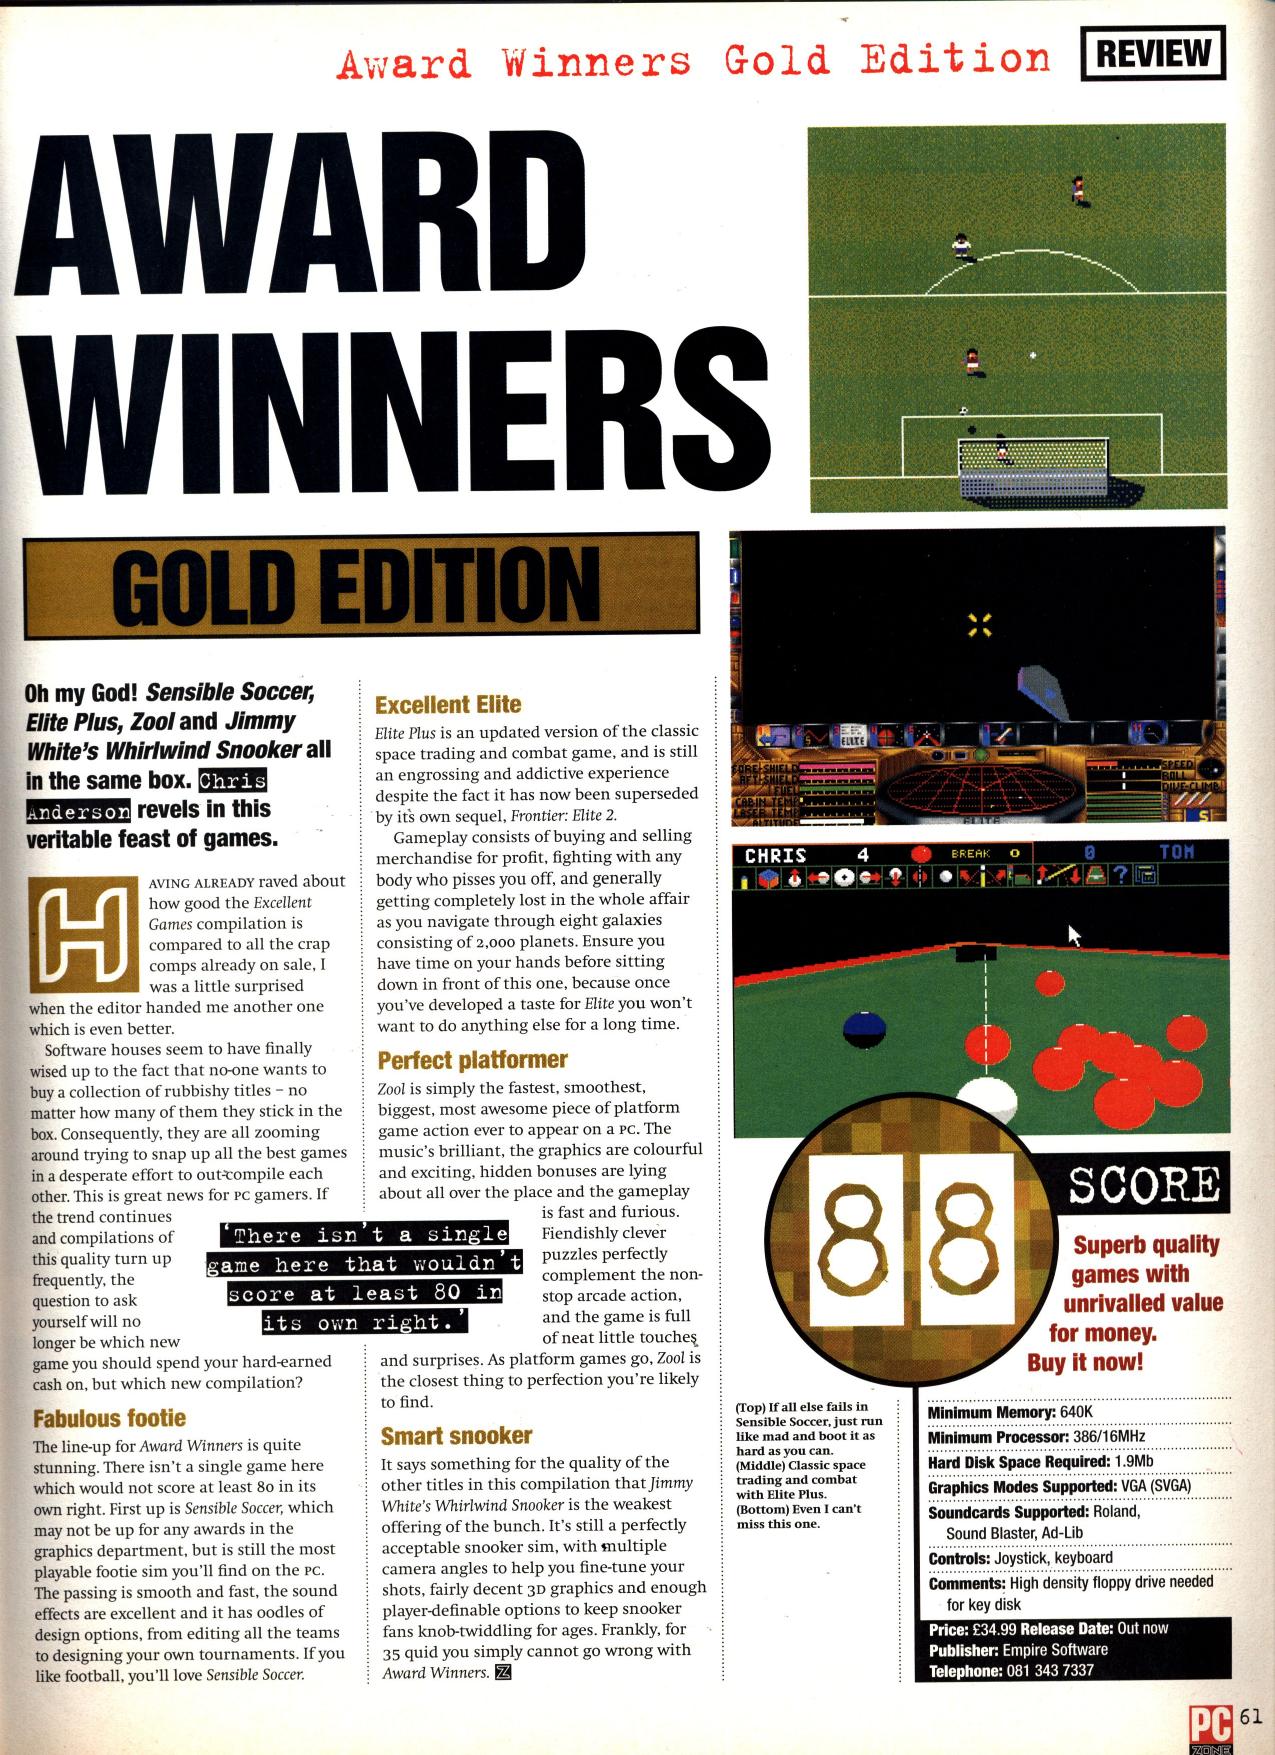 Award Winners Gold Edition
REVIEW
AWARD
WINNERS
GOLD EDITION
Oh my God! Sensible Soccer,
Elite Plus, Zool and Jimmy
White's Whirlwind Snooker all
in the same box. Chris
Anderson revels in this
veritable feast of games.
HAVING ALREADY raved about
how good the Excellent
Games compilation is
compared to all the crap
comps already on sale, I
was a little surprised
when the editor handed me another one
which is even better.
Software houses seem to have finally
wised up to the fact that no-one wants to
buy a collection of rubbishy titles – no
matter how many of them they stick in the
box. Consequently, they are all zooming
around trying to snap up all the best games
in a desperate effort to out-compile each
other. This is great news for PC gamers. If
the trend continues
and compilations of
this quality turn up
frequently, the
question to ask
yourself will no
longer be which new
game you should spend your hard-earned
cash on, but which new compilation?
Fabulous footie
The line-up for Award Winners is quite
stunning. There isn't a single game here
which would not score at least 80 in its
own right. First up is Sensible Soccer, which
may not be up for any awards in the
graphics department, but is still the most
playable footie sim you'll find on the PC.
The passing is smooth and fast, the sound
effects are excellent and it has oodles of
design options, from editing all the teams
to designing your own tournaments. If you
like football, you'll love Sensible Soccer.
'There isn't a single
game here that wouldn't
score at least 80 in
its own right.'
Excellent Elite
Elite Plus is an updated version of the classic
space trading and combat game, and is still
an engrossing and addictive experience
despite the fact it has now been superseded
by it's own sequel, Frontier: Elite 2.
Gameplay consists of buying and selling
merchandise for profit, fighting with any
body who pisses you off, and generally
getting completely lost in the whole affair
as you navigate through eight galaxies
consisting of 2,000 planets. Ensure you
have time on your hands before sitting
down in front of this one, because once
you've developed a taste for Elite you won't
want to do anything else for a long time.
Perfect platformer
Zool is simply the fastest, smoothest,
biggest, most awesome piece of platform
game action ever to appear on a PC. The
music's brilliant, the graphics are colourful
and exciting, hidden bonuses are lying
about all over the place and the gameplay
is fast and furious.
Fiendishly clever
puzzles perfectly
complement the non-
stop arcade action,
and the game is full
of neat little touches
and surprises. As platform games go, Zool is
the closest thing to perfection you're likely
to find.
Smart snooker
It says something for the quality of the
other titles in this compilation that Jimmy
White's Whirlwind Snooker is the weakest
offering of the bunch. It's still a perfectly
acceptable snooker sim, with multiple
camera angles to help you fine-tune your
shots, fairly decent 3D graphics and enough
player-definable options to keep snooker
fans knob-twiddling for ages. Frankly, for
35 quid you simply cannot go wrong with
Award Winners. Z
ELITE
FORE-SHIELD
AFT-SHIELD
FUEL
CABIN TEMP
LASER TEMP
ALTITUDE
SPEED
ROLL
DIVE-CLIMB
S
ELITE
CHRIS 4 BREAK 0 0 TOM
?
88
SCORE
Superb quality
games with
unrivalled value
for money.
Buy it now!
(Top) If all else fails in
Sensible Soccer, just run
like mad and boot it as
hard as you can.
(Middle) Classic space
trading and combat
with Elite Plus.
(Bottom) Even I can't
miss this one.
Minimum Memory: 640K
Minimum Processor: 386/16MHz
Hard Disk Space Required: 1.9Mb
Graphics Modes Supported: VGA (SVGA)
Soundcards Supported: Roland,
Sound Blaster, Ad-Lib
Controls: Joystick, keyboard
Comments: High density floppy drive needed
for key disk
Price: £34.99 Release Date: Out now
Publisher: Empire Software
Telephone: 081 343 7337
PC
ZONE
61